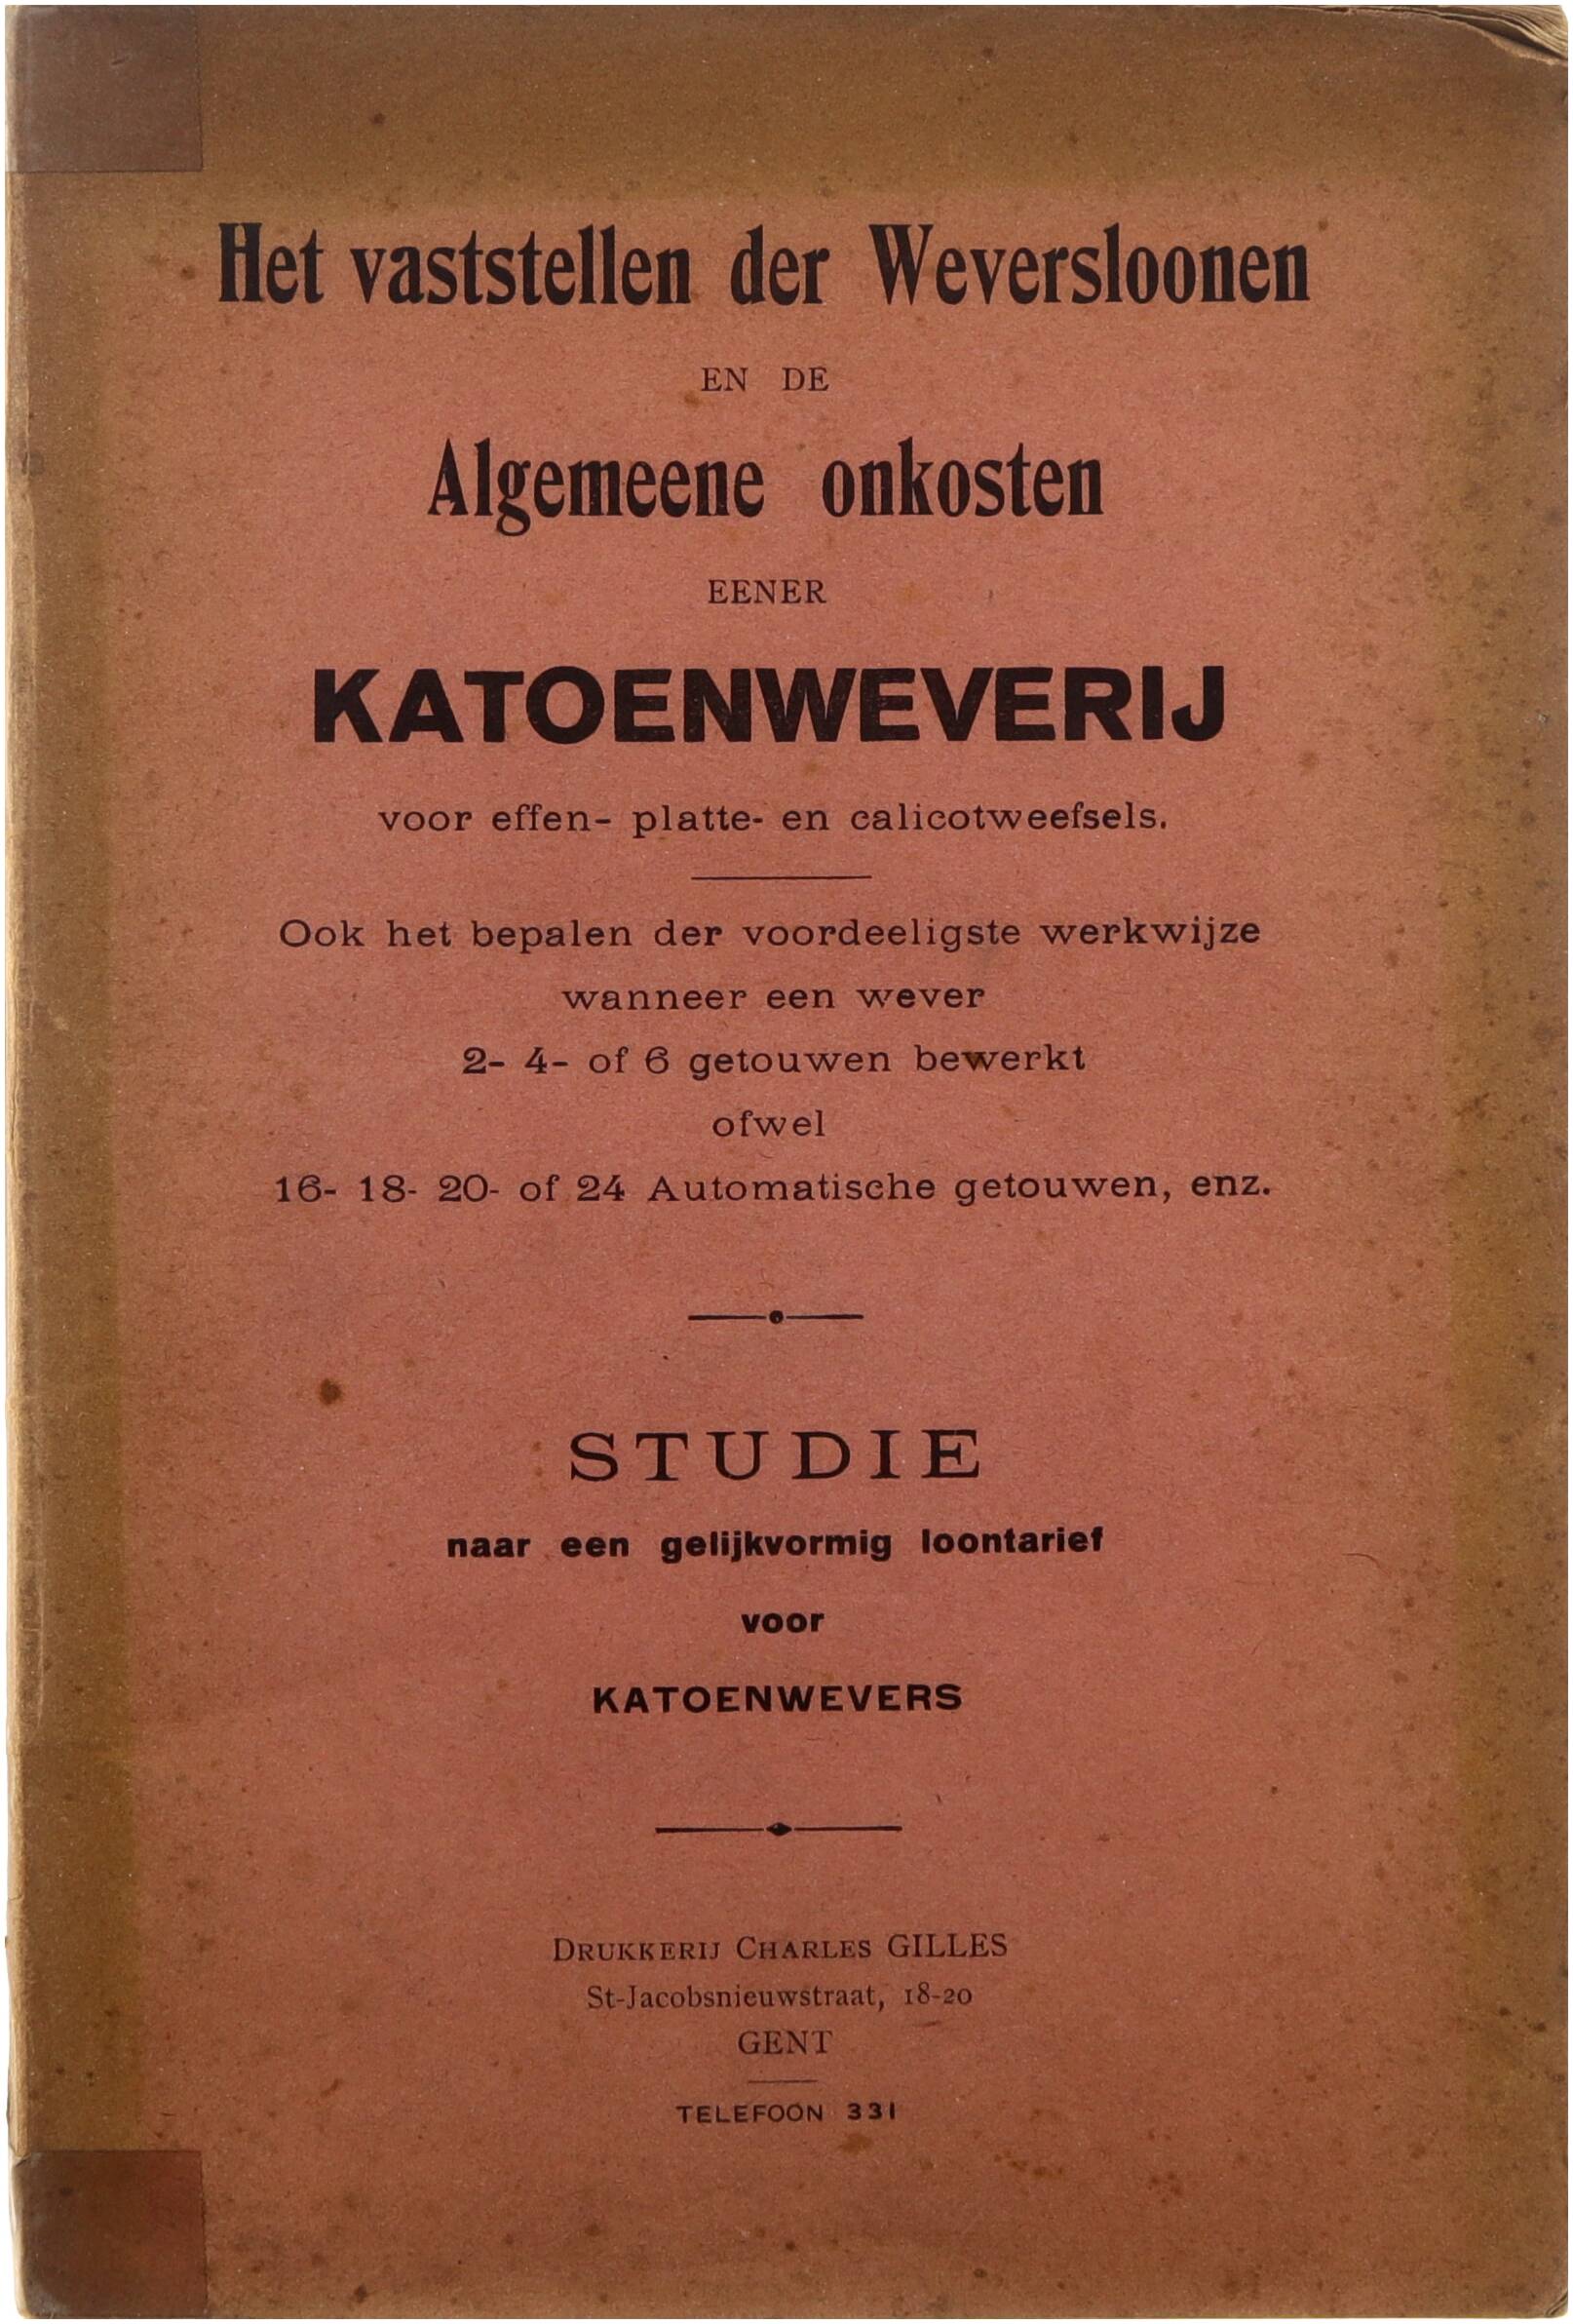 Het vaststellen der Weversloonen
EN DE
Algemeene onkosten
EENER
KATOENWEVERIJ
voor effen- platte- en calicotweefsels.
Ook het bepalen der voordeeligste werkwijze
wanneer een wever
2- 4- of 6 getouwen bewerkt
ofwel
16- 18- 20- of 24 Automatische getouwen, enz.
STUDIE
naar een gelijkvormig loontarief
voor
KATOENWEVERS
DRUKKERIJ CHARLES GILLES
St-Jacobsnieuwstraat, 18-20
GENT
TELEFOON 331